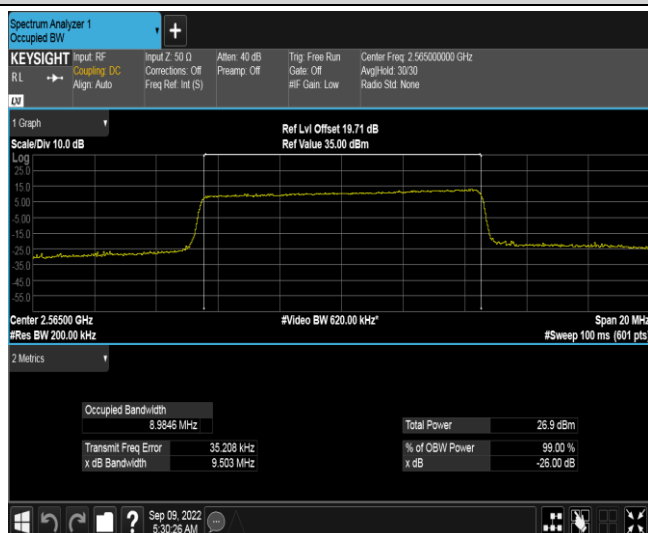 Spectrum Analyzer 1
Occupied BW
+
KEYSIGHT
R L
LXI
Input: RF
Coupling: DC
Align: Auto
Input Z: 50 Ω
Corrections: Off
Freq Ref: Int (S)
Atten: 40 dB
Preamp: Off
Trig: Free Run
Gate: Off
#IF Gain: Low
Center Freq: 2.565000000 GHz
Avg|Hold: 30/30
Radio Std: None
1 Graph
Scale/Div 10.0 dB
Ref Lvl Offset 19.71 dB
Ref Value 35.00 dBm
Log
25.0
15.0
5.00
-5.00
-15.0
-25.0
-35.0
-45.0
-55.0
Center 2.56500 GHz
#Res BW 200.00 kHz
#Video BW 620.00 kHz*
Span 20 MHz
#Sweep 100 ms (601 pts)
2 Metrics
Occupied Bandwidth
8.9846 MHz
Total Power 26.9 dBm
Transmit Freq Error 35.208 kHz
% of OBW Power 99.00 %
x dB Bandwidth 9.503 MHz
x dB -26.00 dB
?
Sep 09, 2022
5:30:26 AM